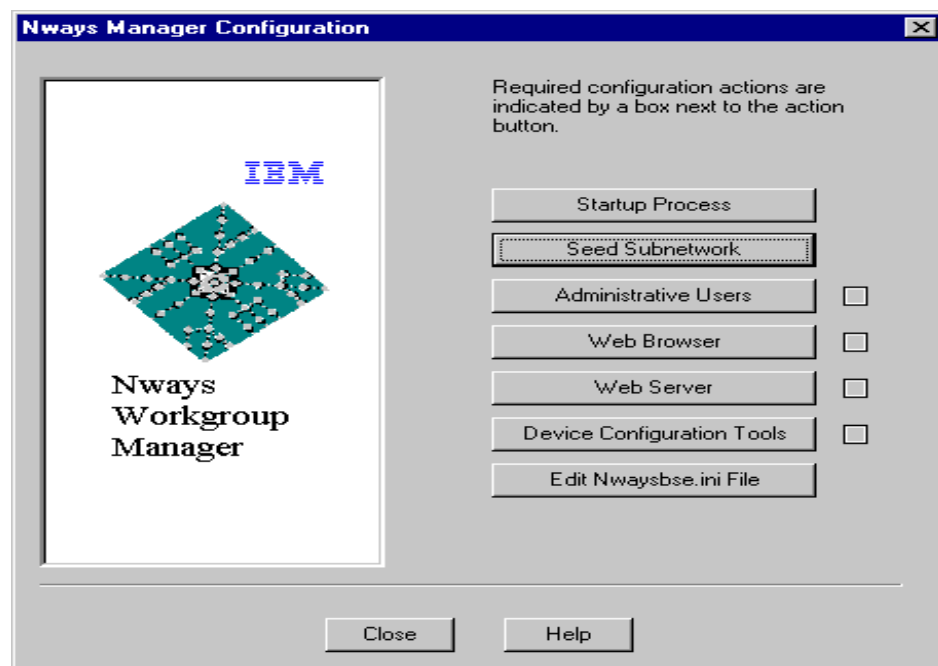 Nways Manager Configuration
Required configuration actions are
indicated by a box next to the action
button.
IBM
Startup Process
Seed Subnetwork
Administrative Users
Web Browser
Web Server
Device Configuration Tools
Edit Nwaysbse.ini File
Nways
Workgroup
Manager
Close
Help